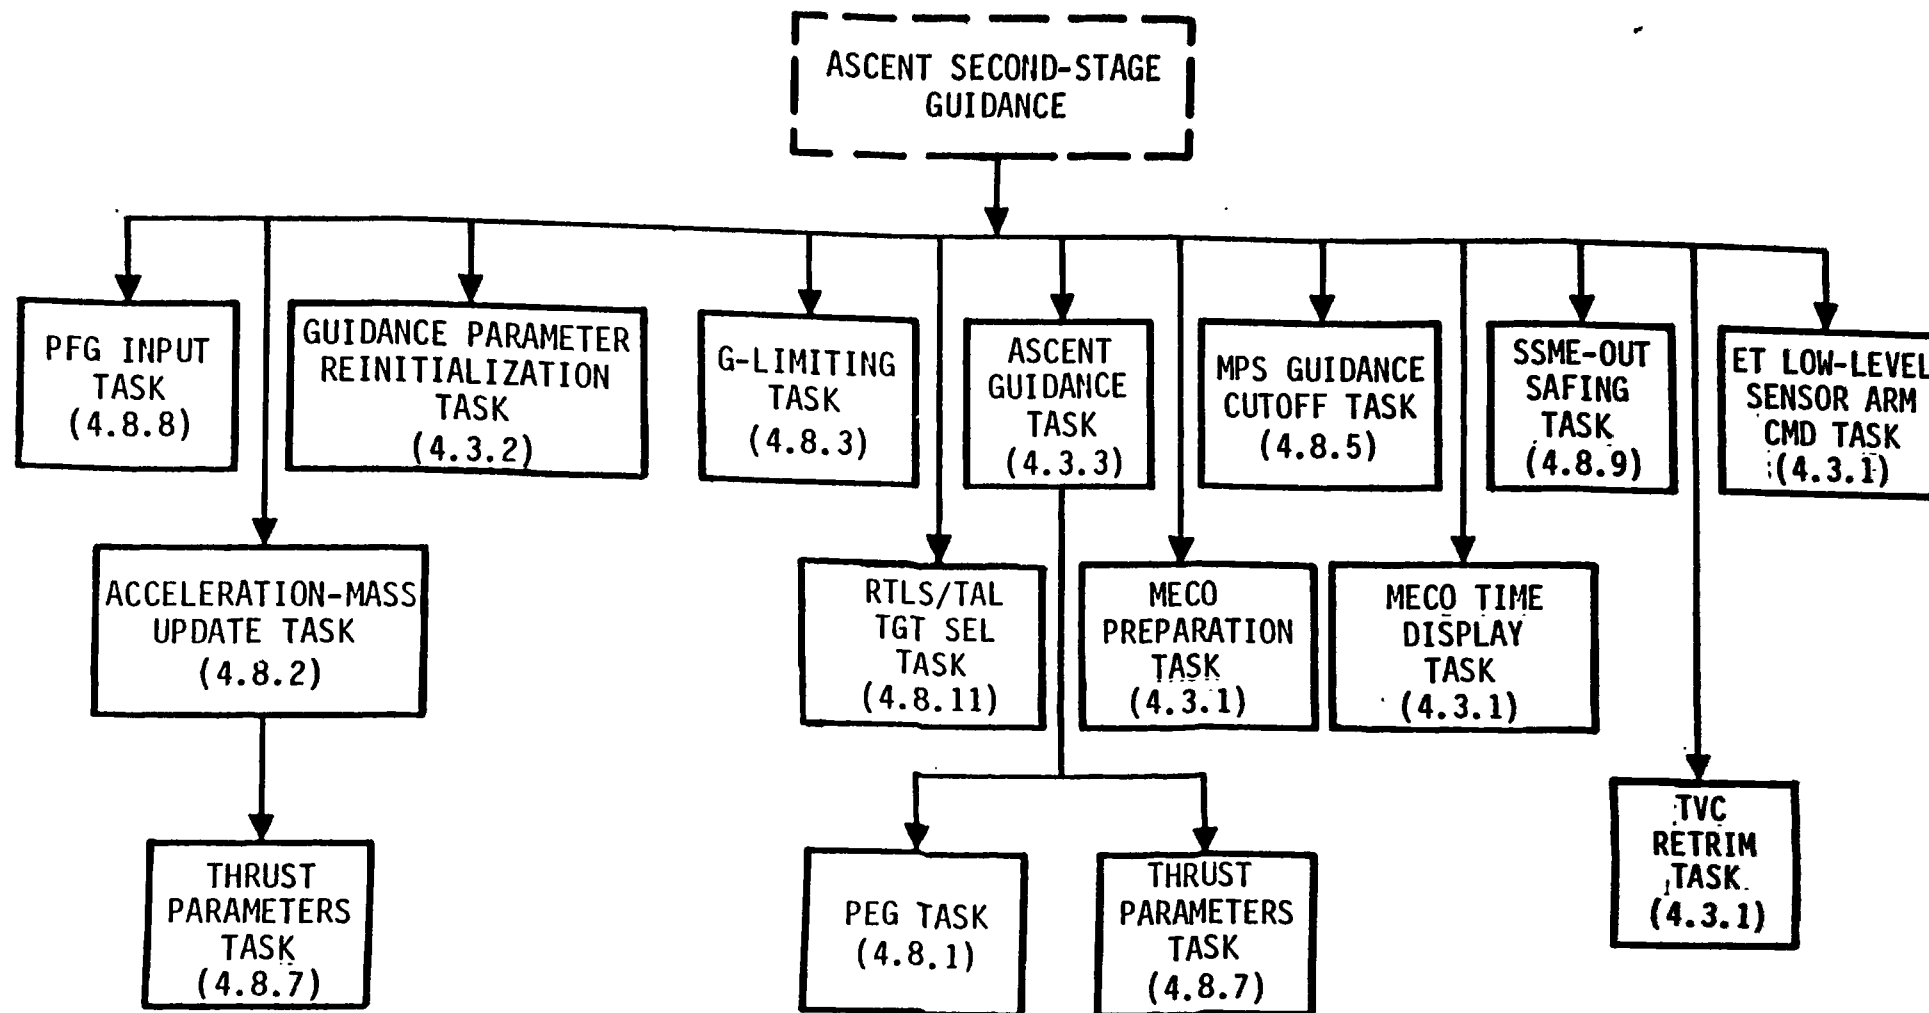 ASCENT SECOND-STAGE
GUIDANCE
PFG INPUT
TASK
(4.8.8)
GUIDANCE PARAMETER
REINITIALIZATION
TASK
(4.3.2)
G-LIMITING
TASK
(4.8.3)
ASCENT
GUIDANCE
TASK
(4.3.3)
MPS GUIDANCE
CUTOFF TASK
(4.8.5)
SSME-OUT
SAFING
TASK
(4.8.9)
ET LOW-LEVEL
SENSOR ARM
CMD TASK
(4.3.1)
ACCELERATION-MASS
UPDATE TASK
(4.8.2)
RTLS/TAL
TGT SEL
TASK
(4.8.11)
MECO
PREPARATION
TASK
(4.3.1)
MECO TIME
DISPLAY
TASK
(4.3.1)
TVC
RETRIM
TASK
(4.3.1)
THRUST
PARAMETERS
TASK
(4.8.7)
PEG TASK
(4.8.1)
THRUST
PARAMETERS
TASK
(4.8.7)